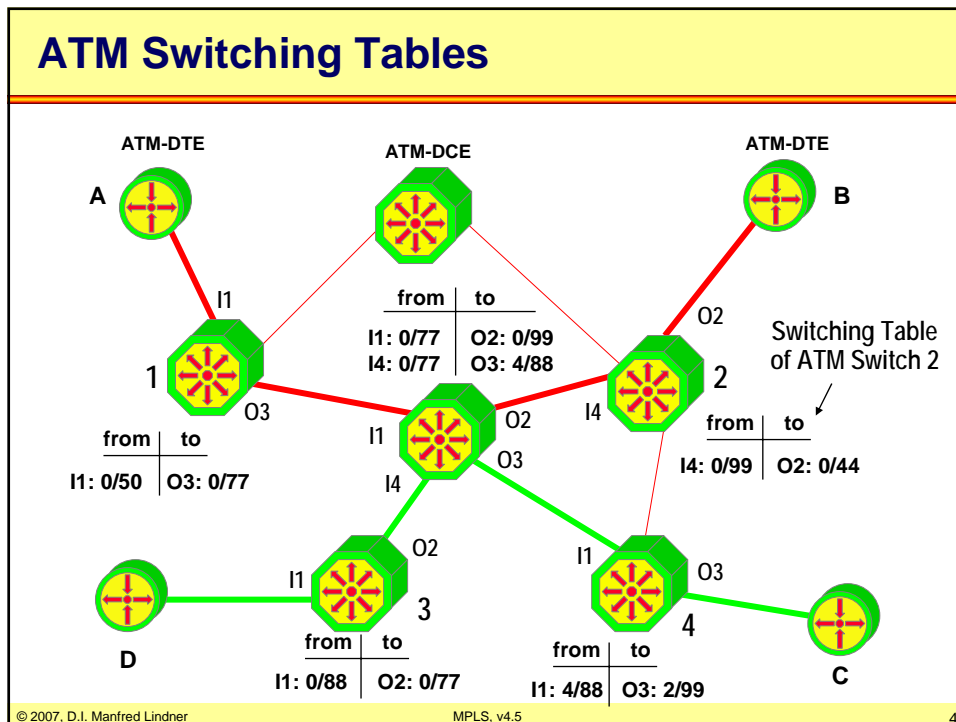 ATM Switching Tables
ATM-DTE
ATM-DCE
ATM-DTE
A
B
I1
from to
I1: 0/77 O2: 0/99
I4: 0/77 O3: 4/88
O2
Switching Table
of ATM Switch 2
1
2
O3
I1
O2
I4
O3
from to
I1: 0/50 O3: 0/77
from to
I4: 0/99 O2: 0/44
I4
O2
I1
I1
O3
3
4
D
C
from to
I1: 0/88 O2: 0/77
from to
I1: 4/88 O3: 2/99
© 2007, D.I. Manfred Lindner
MPLS, v4.5
4